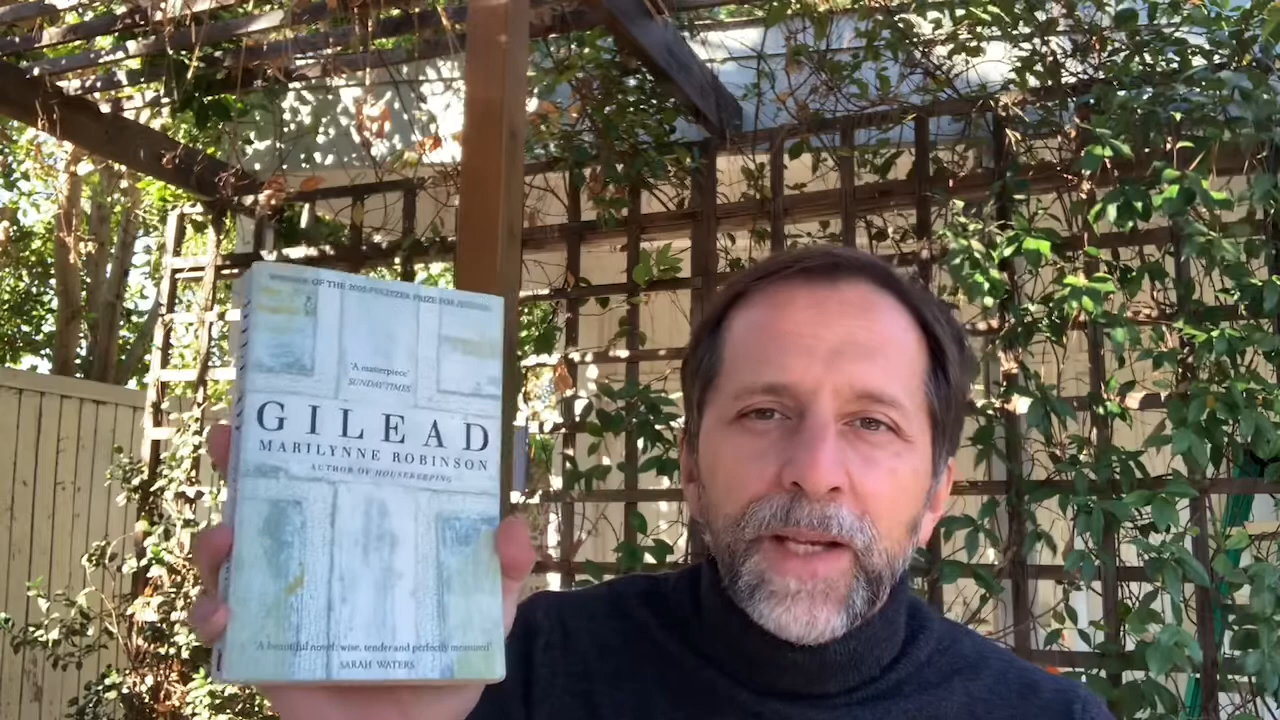 OF THE 2005 PULITZER PRIZE FOR
'A masterpiece'
SUNDAY TIMES
GILEAD
MARILYNNE ROBINSON
AUTHOR OF HOUSEKEEPING
'A beautiful novel: wise, tender and perfectly measured'
SARAH WATERS